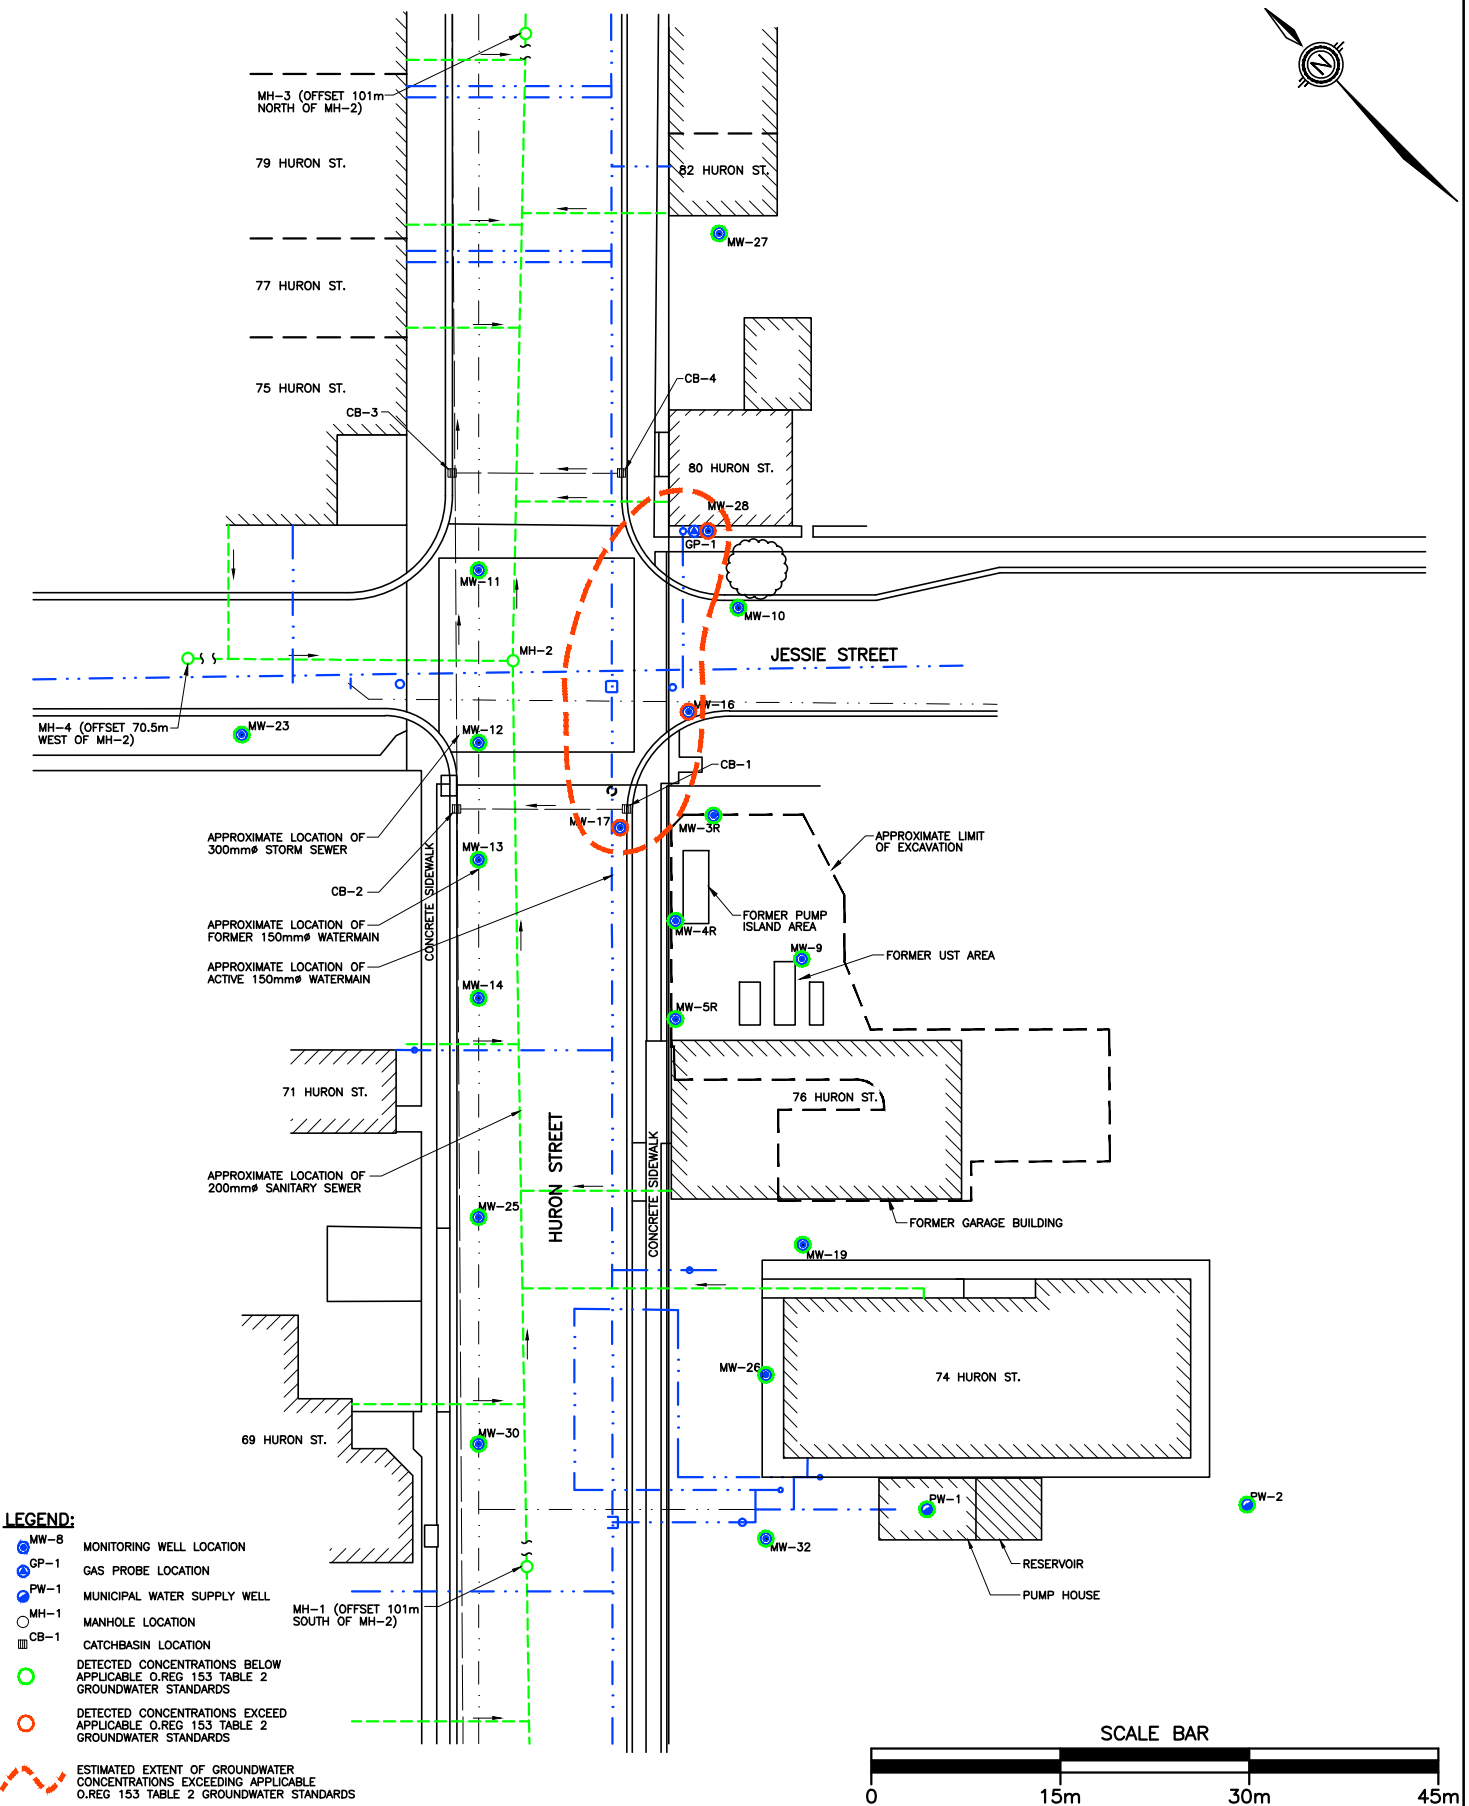 MH-3 (OFFSET 101m
NORTH OF MH-2)
N
79 HURON ST.
82 HURON ST.
MW-27
77 HURON ST.
75 HURON ST.
CB-4
CB-3
80 HURON ST.
MW-28
GP-1
MW-11
MW-10
MH-2
JESSIE STREET
MH-4 (OFFSET 70.5m
WEST OF MH-2)
MW-23
MW-12
MW-16
CB-1
MW-17
MW-3R
APPROXIMATE LOCATION OF
300mmø STORM SEWER
MW-13
APPROXIMATE LIMIT
OF EXCAVATION
CB-2
CONCRETE SIDEWALK
APPROXIMATE LOCATION OF
FORMER 150mmø WATERMAIN
FORMER PUMP
ISLAND AREA
MW-4R
MW-9
FORMER UST AREA
APPROXIMATE LOCATION OF
ACTIVE 150mmø WATERMAIN
MW-14
MW-5R
71 HURON ST.
76 HURON ST.
HURON STREET
CONCRETE SIDEWALK
APPROXIMATE LOCATION OF
200mmø SANITARY SEWER
MW-25
FORMER GARAGE BUILDING
MW-19
MW-26
74 HURON ST.
69 HURON ST.
MW-30
PW-1
PW-2
MW-32
RESERVOIR
PUMP HOUSE
MH-1 (OFFSET 101m
SOUTH OF MH-2)
LEGEND:
MW-8
MONITORING WELL LOCATION
GP-1
GAS PROBE LOCATION
PW-1
MUNICIPAL WATER SUPPLY WELL
MH-1
MANHOLE LOCATION
CB-1
CATCHBASIN LOCATION
DETECTED CONCENTRATIONS BELOW
APPLICABLE O.REG 153 TABLE 2
GROUNDWATER STANDARDS
DETECTED CONCENTRATIONS EXCEED
APPLICABLE O.REG 153 TABLE 2
GROUNDWATER STANDARDS
ESTIMATED EXTENT OF GROUNDWATER
CONCENTRATIONS EXCEEDING APPLICABLE
O.REG 153 TABLE 2 GROUNDWATER STANDARDS
SCALE BAR
0 15m 30m 45m